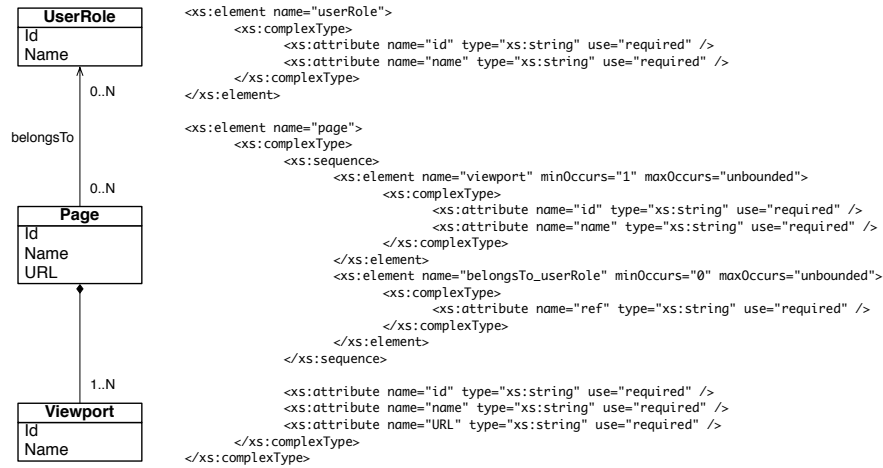 UserRole
Id
Name
0..N
belongsTo
0..N
Page
Id
Name
URL
1..N
Viewport
Id
Name
<xs:element name="userRole">
<xs:complexType>
<xs:attribute name="id" type="xs:string" use="required" />
<xs:attribute name="name" type="xs:string" use="required" />
</xs:complexType>
</xs:element>
<xs:element name="page">
<xs:complexType>
<xs:sequence>
<xs:element name="viewport" minOccurs="1" maxOccurs="unbounded">
<xs:complexType>
<xs:attribute name="id" type="xs:string" use="required" />
<xs:attribute name="name" type="xs:string" use="required" />
</xs:complexType>
</xs:element>
<xs:element name="belongsTo_userRole" minOccurs="0" maxOccurs="unbounded">
<xs:complexType>
<xs:attribute name="ref" type="xs:string" use="required" />
</xs:complexType>
</xs:element>
</xs:sequence>
<xs:attribute name="id" type="xs:string" use="required" />
<xs:attribute name="name" type="xs:string" use="required" />
<xs:attribute name="URL" type="xs:string" use="required" />
</xs:complexType>
</xs:complexType>